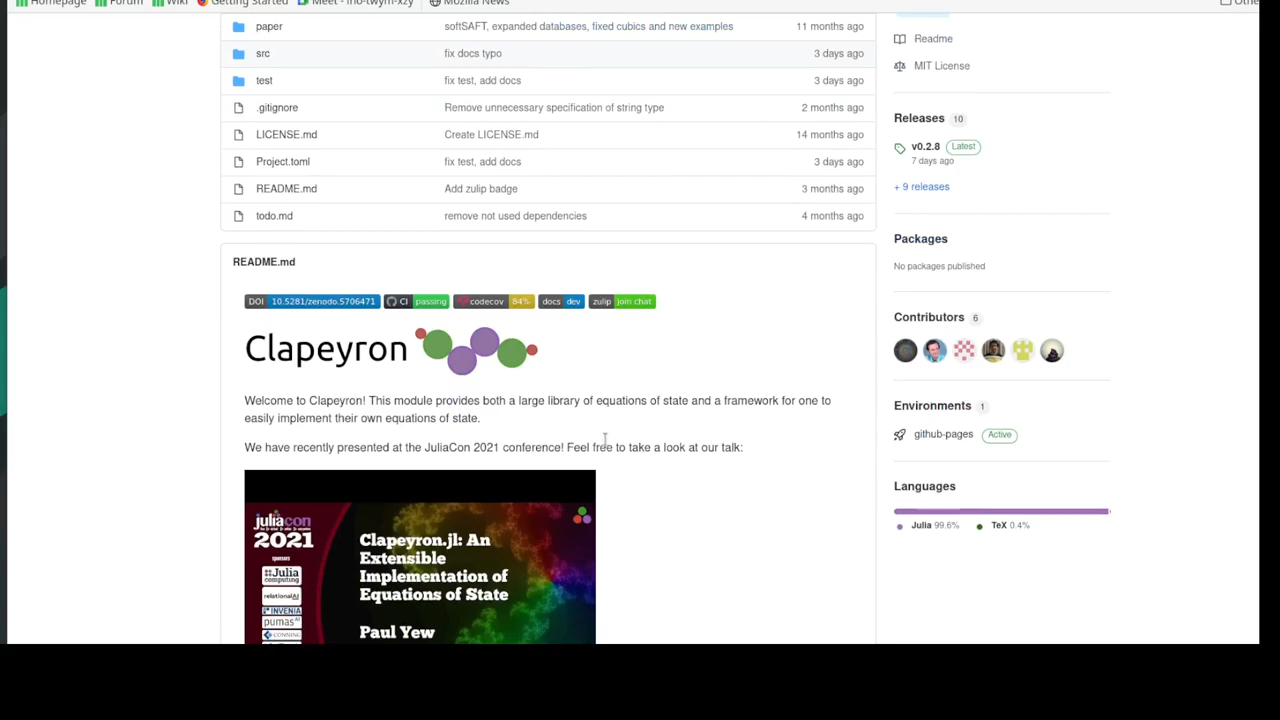 Homepage Forum Wiki Getting Started Meet - fho-twym-xzy Mozilla News
paper softSAFT, expanded databases, fixed cubics and new examples 11 months ago
src fix docs typo 3 days ago
test fix test, add docs 3 days ago
.gitignore Remove unnecessary specification of string type 2 months ago
LICENSE.md Create LICENSE.md 14 months ago
Project.toml fix test, add docs 3 days ago
README.md Add zulip badge 3 months ago
todo.md remove not used dependencies 4 months ago
README.md
DOI 10.5281/zenodo.5706471 CI passing codecov 84% docs dev zulip join chat
Clapeyron
Welcome to Clapeyron! This module provides both a large library of equations of state and a framework for one to
easily implement their own equations of state.
We have recently presented at the JuliaCon 2021 conference! Feel free to take a look at our talk:
juliacon
2021
sponsors
Julia
computing
relationalAI
INVENIA
PUMAS
CONNING
Clapeyron.jl: An
Extensible
Implementation of
Equations of State
Paul Yew
Readme
MIT License
Releases 10
v0.2.8 Latest
7 days ago
+ 9 releases
Packages
No packages published
Contributors 6
Environments 1
github-pages Active
Languages
Julia 99.6% TeX 0.4%